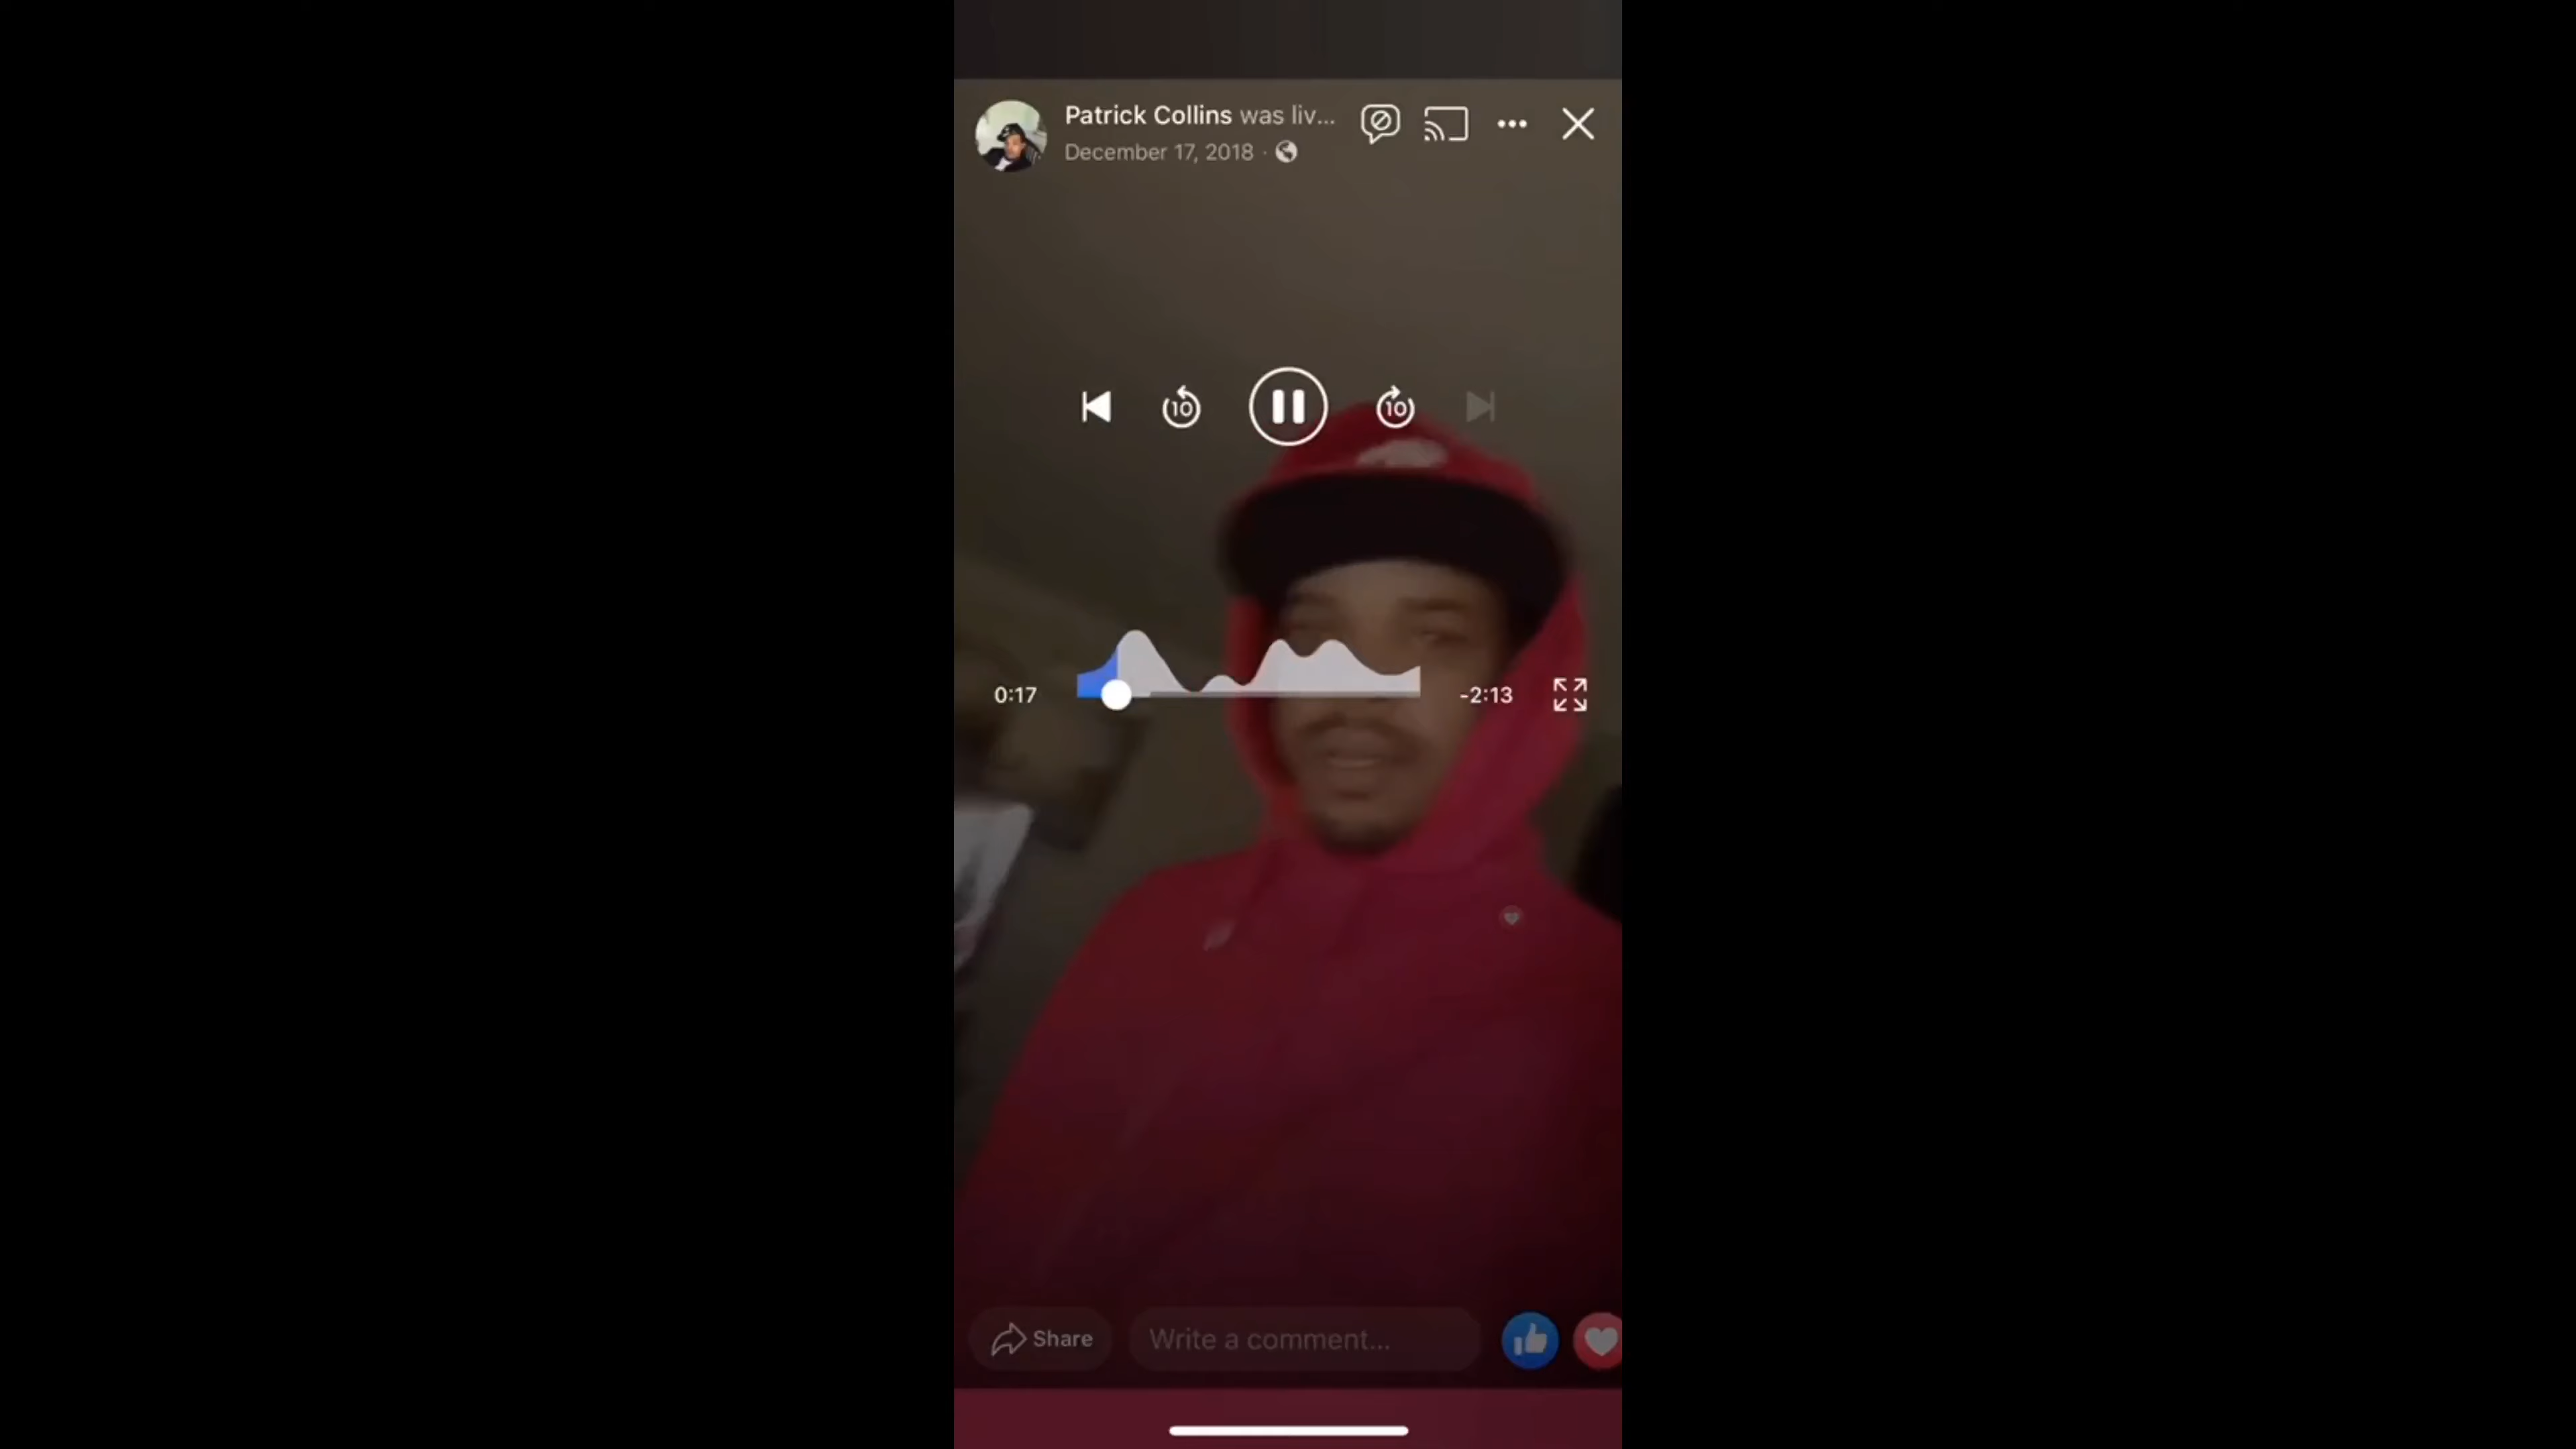 Patrick Collins was liv...
December 17, 2018 ·
10
10
0:17
-2:13
Share
Write a comment...